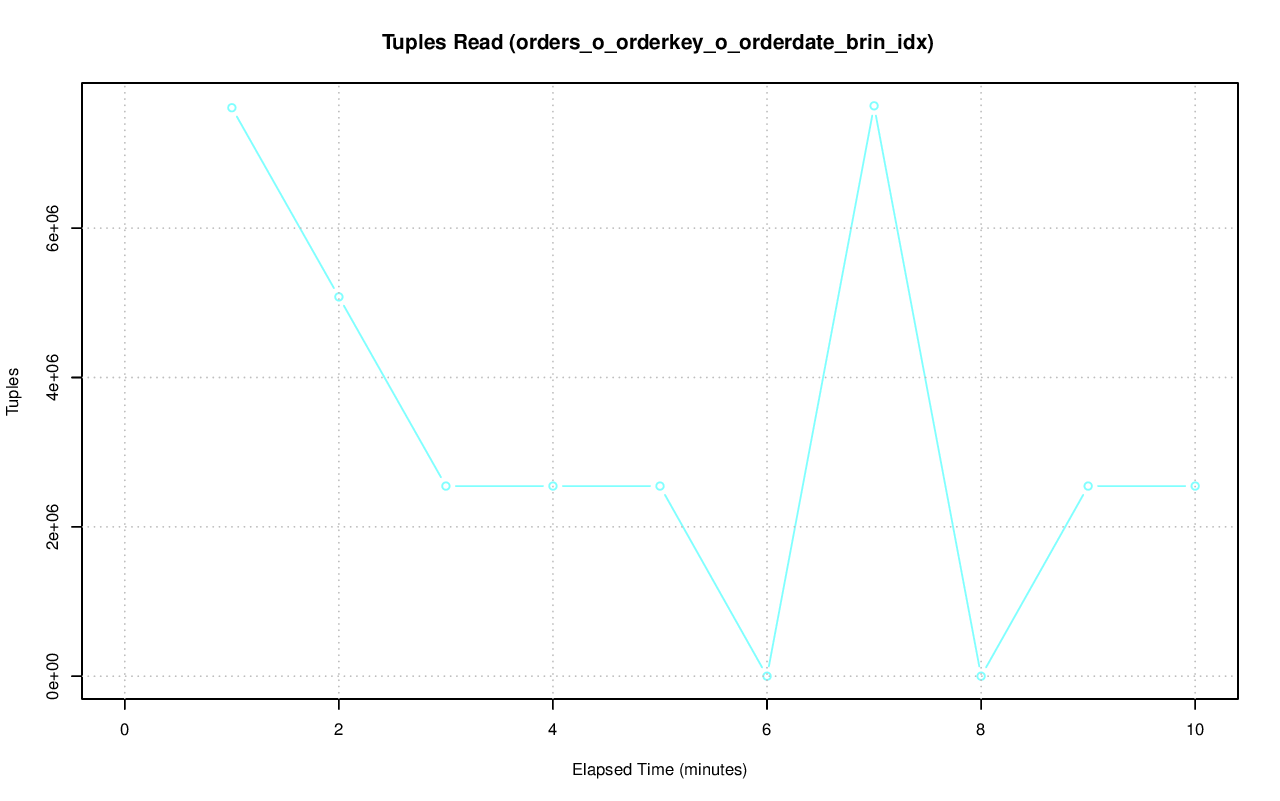 Tuples Read (orders_o_orderkey_o_orderdate_brin_idx)
Tuples
6e+06
4e+06
2e+06
0e+00
0 2 4 6 8 10
Elapsed Time (minutes)